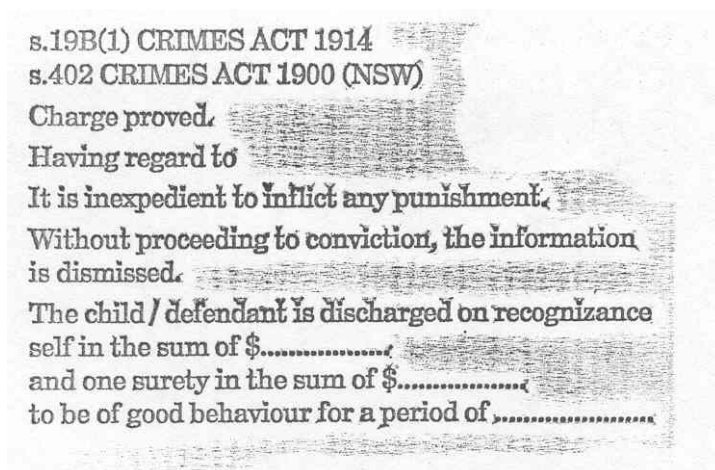 s.19B(1) CRIMES ACT 1914
s.402 CRIMES ACT 1900 (NSW)
Charge proved.
Having regard to
It is inexpedient to inflict any punishment.
Without proceeding to conviction, the information
is dismissed.
The child / defendant is discharged on recognizance
self in the sum of $...................
and one surety in the sum of $...................
to be of good behaviour for a period of .......................